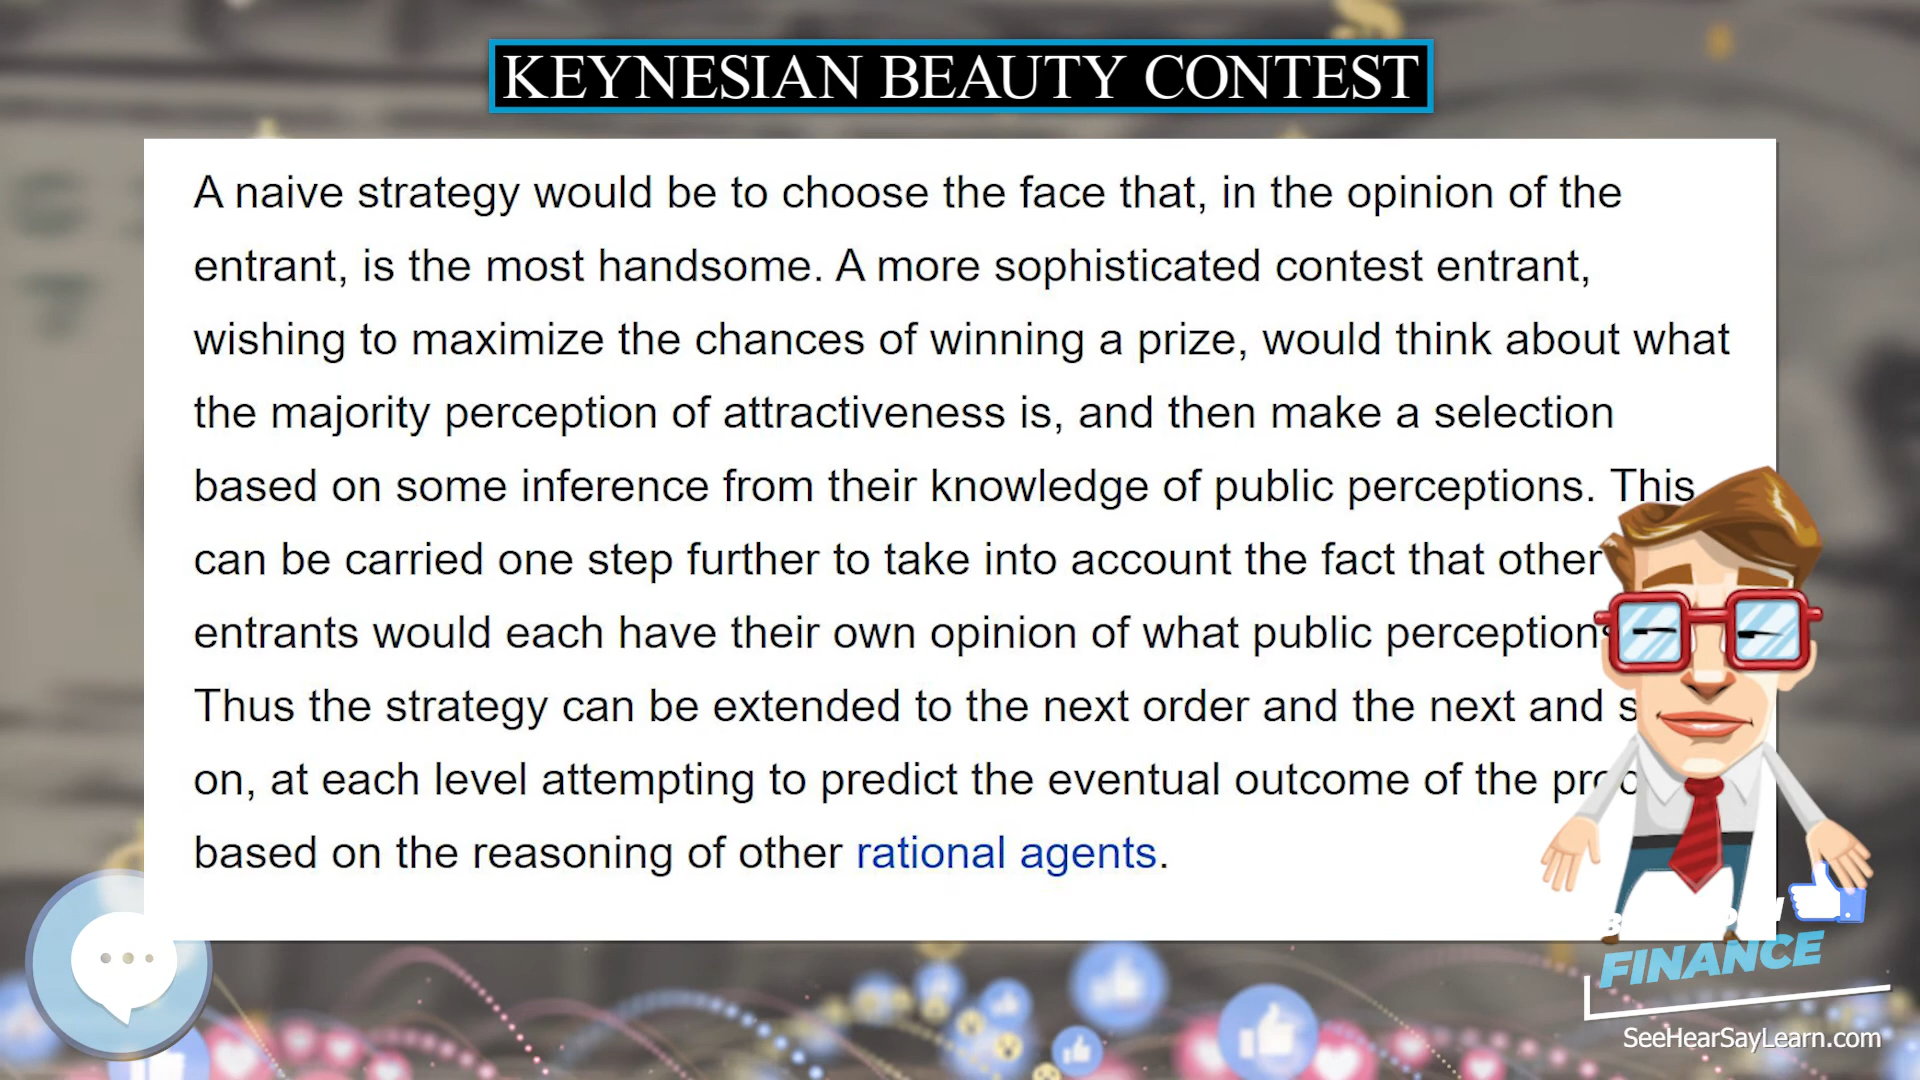 KEYNESIAN BEAUTY CONTEST
A naive strategy would be to choose the face that, in the opinion of the
entrant, is the most handsome. A more sophisticated contest entrant,
wishing to maximize the chances of winning a prize, would think about what
the majority perception of attractiveness is, and then make a selection
based on some inference from their knowledge of public perceptions. This
can be carried one step further to take into account the fact that other
entrants would each have their own opinion of what public perceptions
Thus the strategy can be extended to the next order and the next and
on, at each level attempting to predict the eventual outcome of the
based on the reasoning of other rational agents.
FINANCE
SeeHearSayLearn.com